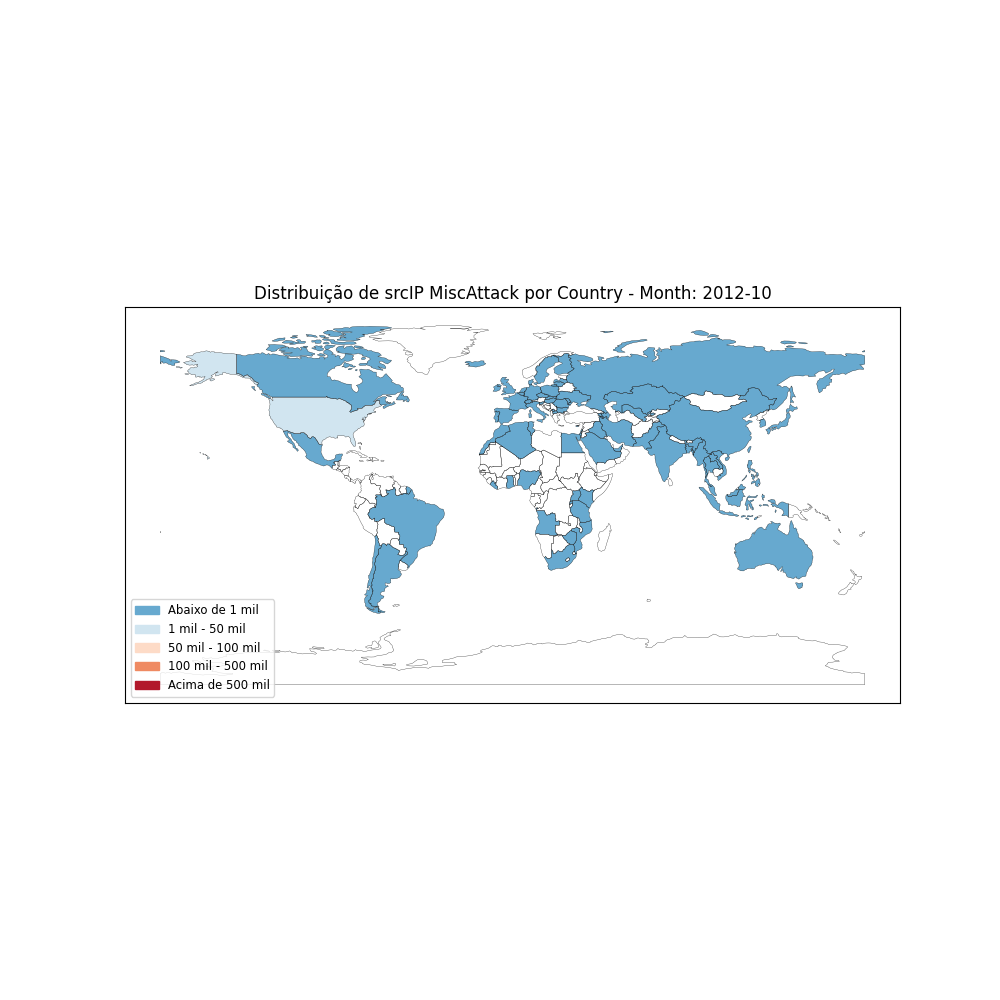 Distribuição de srcIP MiscAttack por Country - Month: 2012-10
Abaixo de 1 mil
1 mil - 50 mil
50 mil - 100 mil
100 mil - 500 mil
Acima de 500 mil